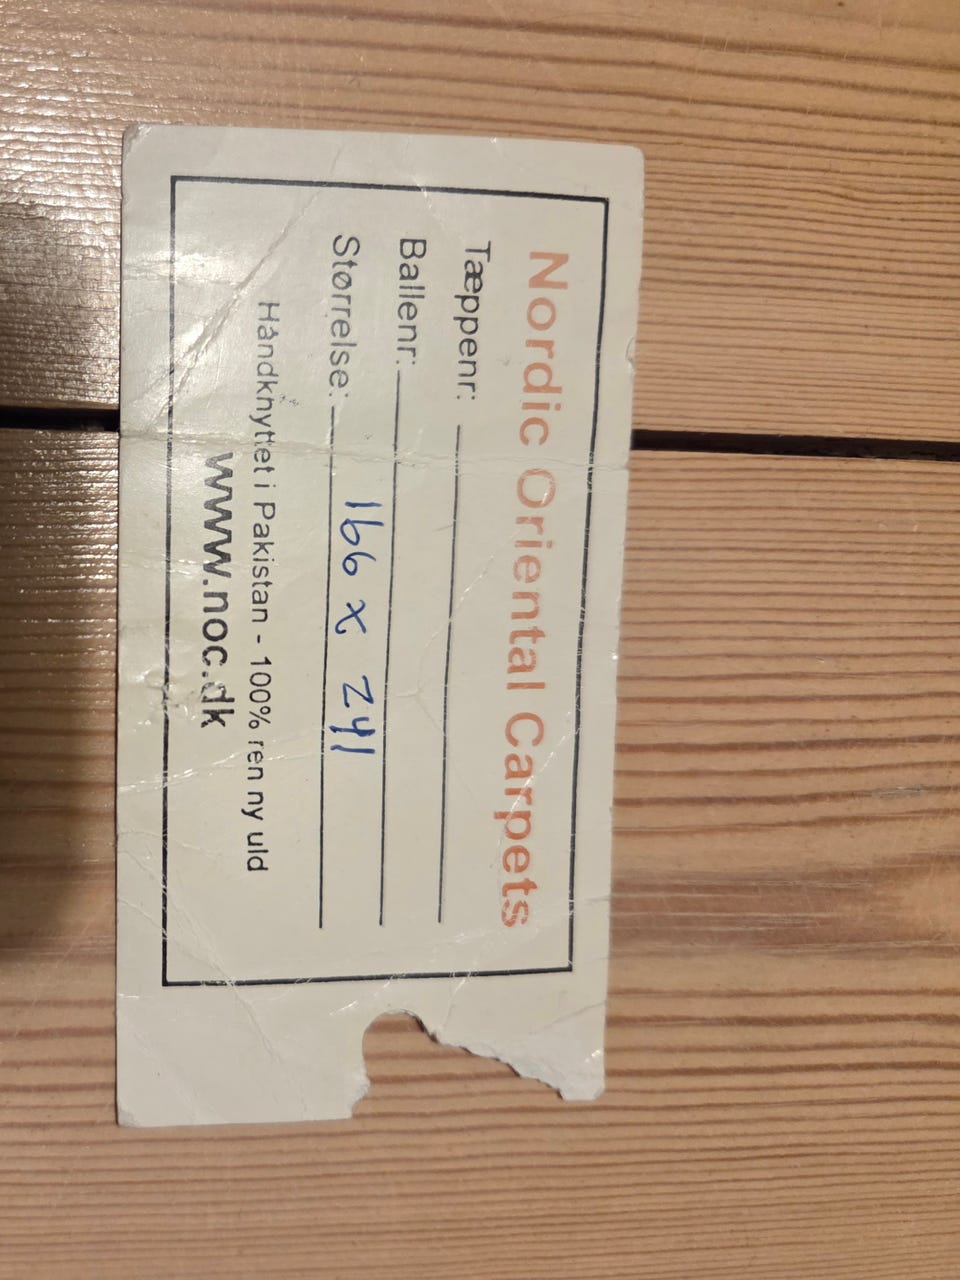 Nordic Oriental Carpets
Tæppenr:
Ballenr:
Størrelse: 166 x 241
Håndknyttet i Pakistan - 100% ren ny uld
www.noc.dk